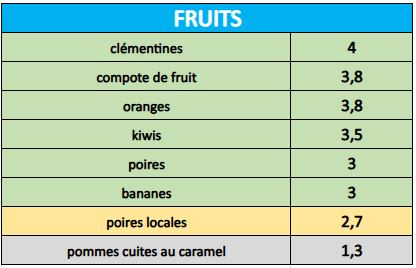 FRUITS
clémentines 4
compote de fruit 3,8
oranges 3,8
kiwis 3,5
poires 3
bananes 3
poires locales 2,7
pommes cuites au caramel 1,3